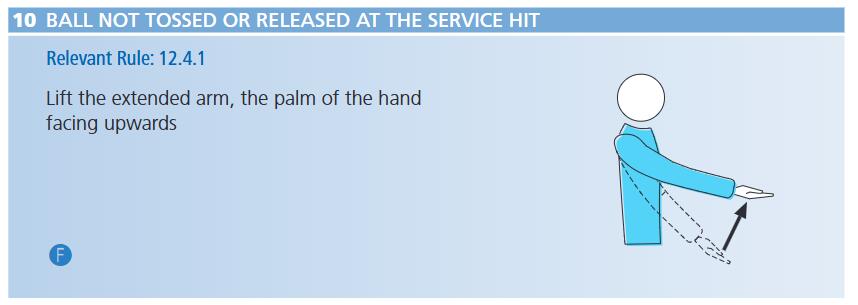 10 BALL NOT TOSSED OR RELEASED AT THE SERVICE HIT
Relevant Rule: 12.4.1
Lift the extended arm, the palm of the hand
facing upwards
F